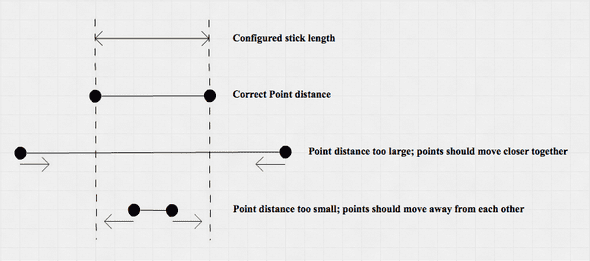 Configured stick length
Correct Point distance
Point distance too large; points should move closer together
Point distance too small; points should move away from each other